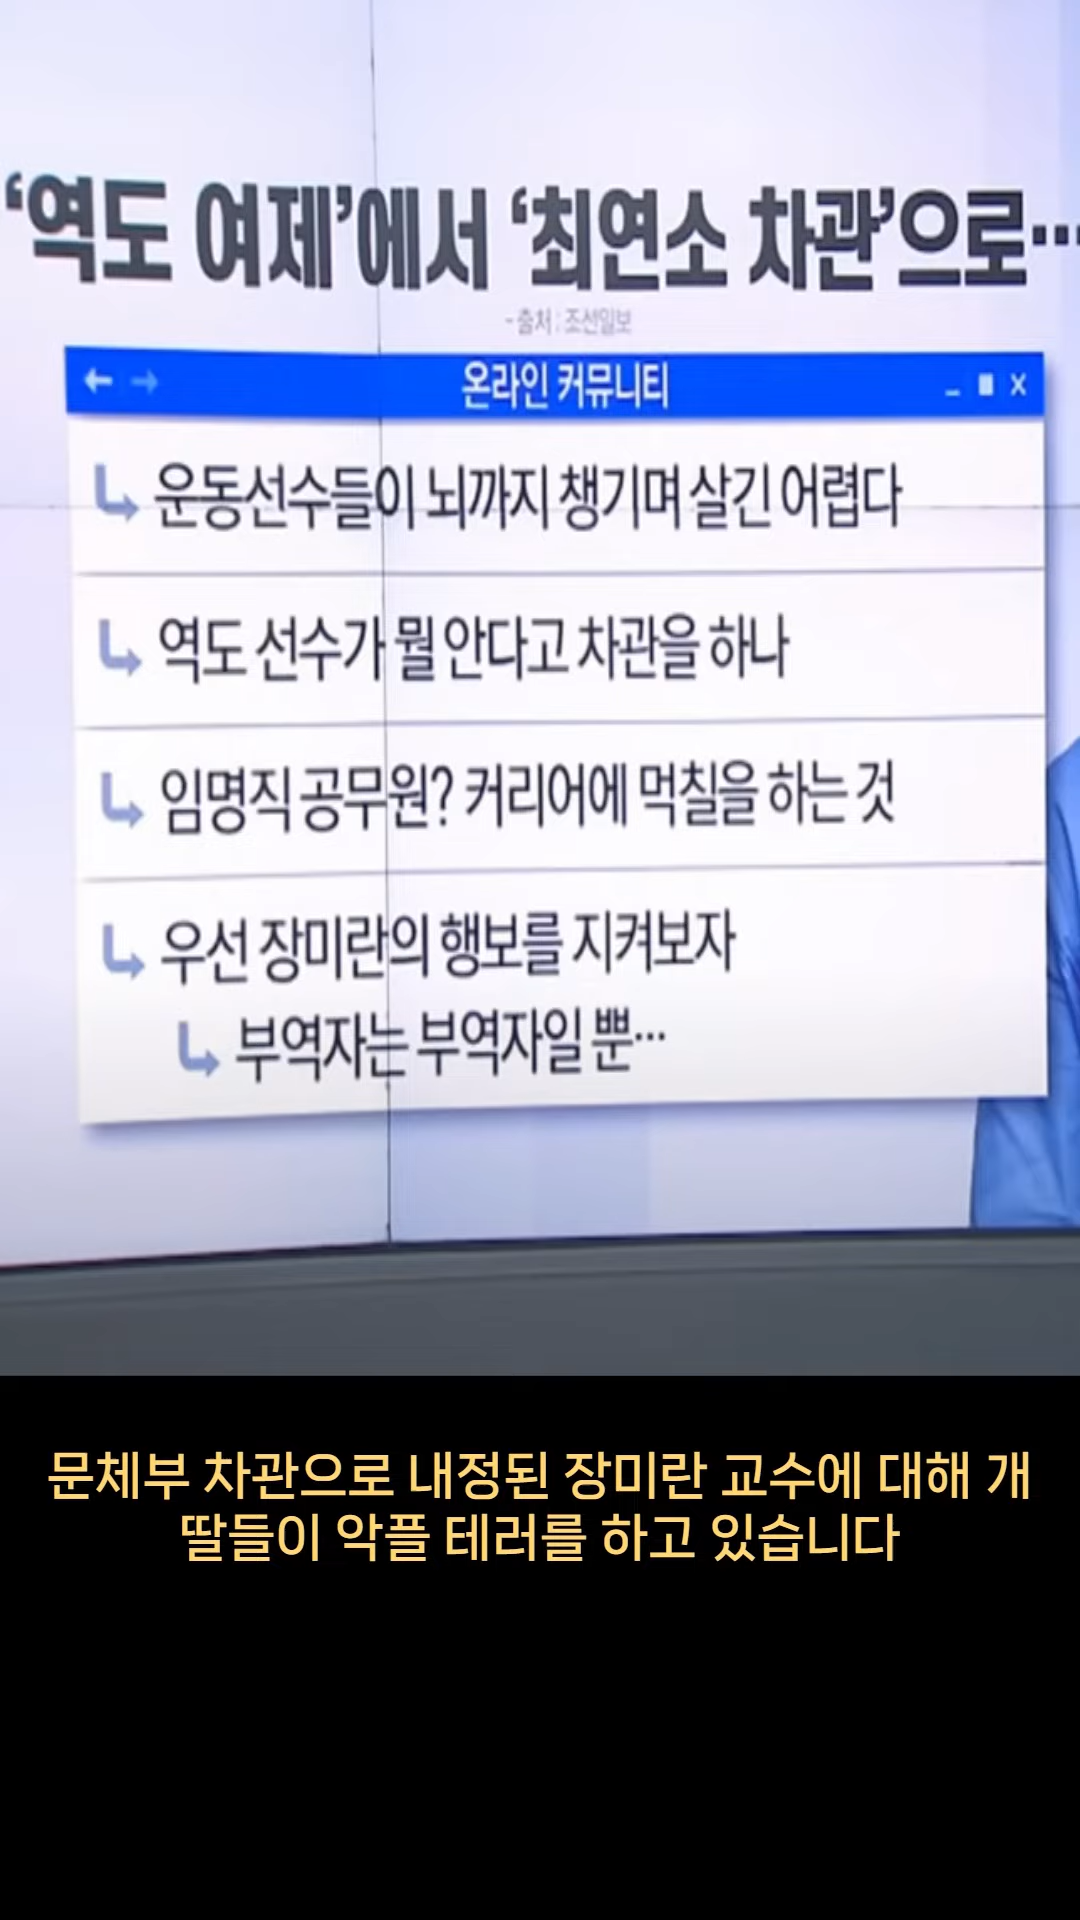 ‘역도 여제’에서 ‘최연소 차관’으로…
- 출처 : 조선일보
온라인 커뮤니티
운동선수들이 뇌까지 챙기며 살긴 어렵다
역도 선수가 뭘 안다고 차관을 하나
임명직 공무원? 커리어에 먹칠을 하는 것
우선 장미란의 행보를 지켜보자
부역자는 부역자일 뿐…
문체부 차관으로 내정된 장미란 교수에 대해 개
딸들이 악플 테러를 하고 있습니다